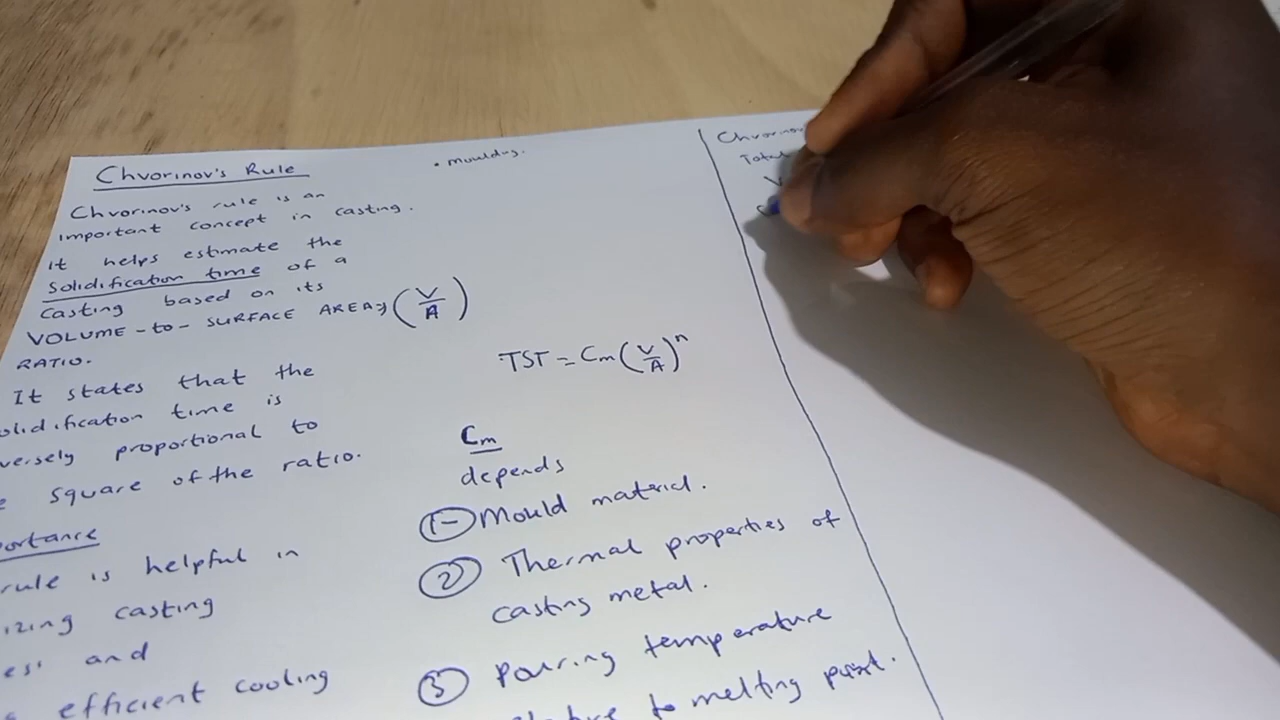 Chvorinov's Rule
Chvorinov's rule is an
important concept in casting.
it helps estimate the
Solidification time of a
casting based on its
VOLUME-to-SURFACE AREA (V/A)
RATIO.
It states that the
solidification time is
versely proportional to
square of the ratio.
portance
rule is helpful in
izing casting
and
efficient cooling
TST = Cm(V/A)^n
Cm
depends
1- Mould material.
2 Thermal properties of
casting metal.
3 Pouring temperature
to melting point.
Total
V